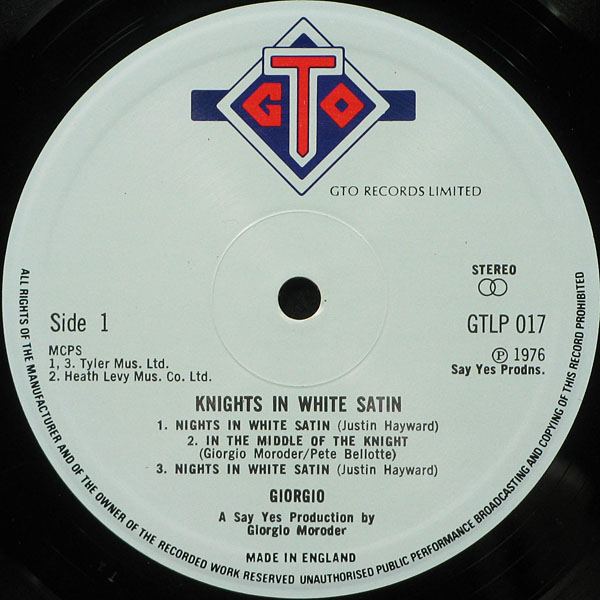 GTO
GTO RECORDS LIMITED
STEREO
Side 1
GTLP 017
MCPS
1, 3. Tyler Mus. Ltd.
2. Heath Levy Mus. Co. Ltd.
Ⓟ 1976
Say Yes Prodns.
KNIGHTS IN WHITE SATIN
1. NIGHTS IN WHITE SATIN (Justin Hayward)
2. IN THE MIDDLE OF THE KNIGHT
(Giorgio Moroder/Pete Bellotte)
3. NIGHTS IN WHITE SATIN (Justin Hayward)
GIORGIO
A Say Yes Production by
Giorgio Moroder
MADE IN ENGLAND
ALL RIGHTS OF THE MANUFACTURER AND OF THE OWNER OF THE RECORDED WORK RESERVED UNAUTHORISED PUBLIC PERFORMANCE BROADCASTING AND COPYING OF THIS RECORD PROHIBITED